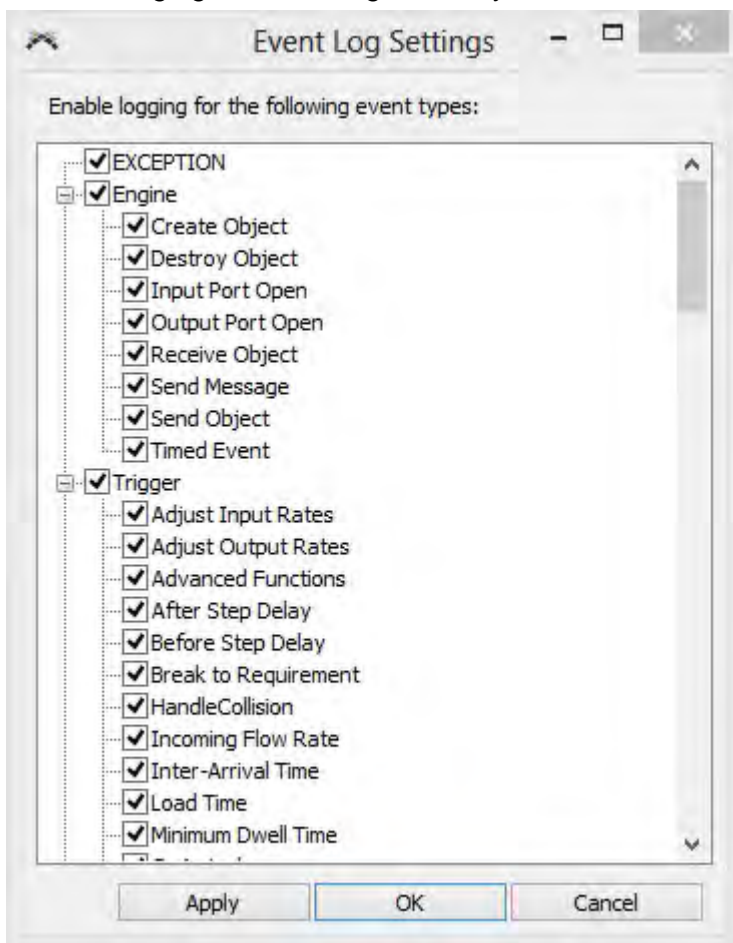 Event Log Settings
Enable logging for the following event types:
EXCEPTION
Engine
Create Object
Destroy Object
Input Port Open
Output Port Open
Receive Object
Send Message
Send Object
Timed Event
Trigger
Adjust Input Rates
Adjust Output Rates
Advanced Functions
After Step Delay
Before Step Delay
Break to Requirement
HandleCollision
Incoming Flow Rate
Inter-Arrival Time
Load Time
Minimum Dwell Time
Apply OK Cancel